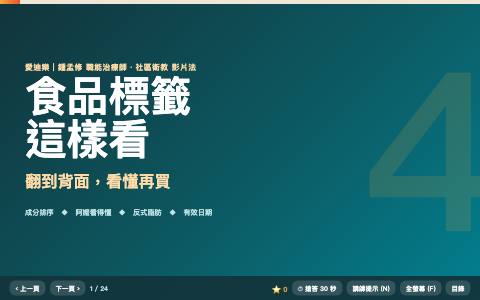 愛迪樂｜鍾孟修 職能治療師 · 社區衛教 影片法
食品標籤
這樣看
翻到背面，看懂再買
成分排序 ◆ 阿嬤看得懂 ◆ 反式脂肪 ◆ 有效日期
4
‹ 上一頁 下一頁 › 1 / 24 ⭐ 0 ⏱ 搶答 30 秒 講師提示 (N) 全螢幕 (F) 目錄